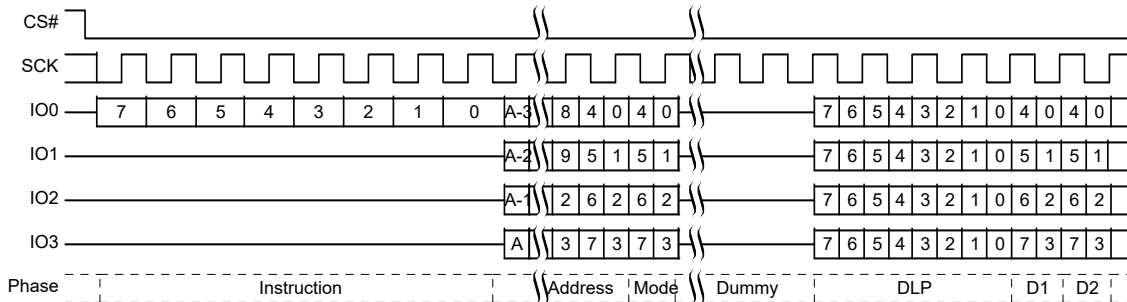 CS#
SCK
IO0 7 6 5 4 3 2 1 0 A-3 8 4 0 4 0 7 6 5 4 3 2 1 0 4 0 4 0
IO1 A-2 9 5 1 5 1 7 6 5 4 3 2 1 0 5 1 5 1
IO2 A-1 2 6 2 6 2 7 6 5 4 3 2 1 0 6 2 6 2
IO3 A 3 7 3 7 3 7 6 5 4 3 2 1 0 7 3 7 3
Phase Instruction Address Mode Dummy DLP D1 D2